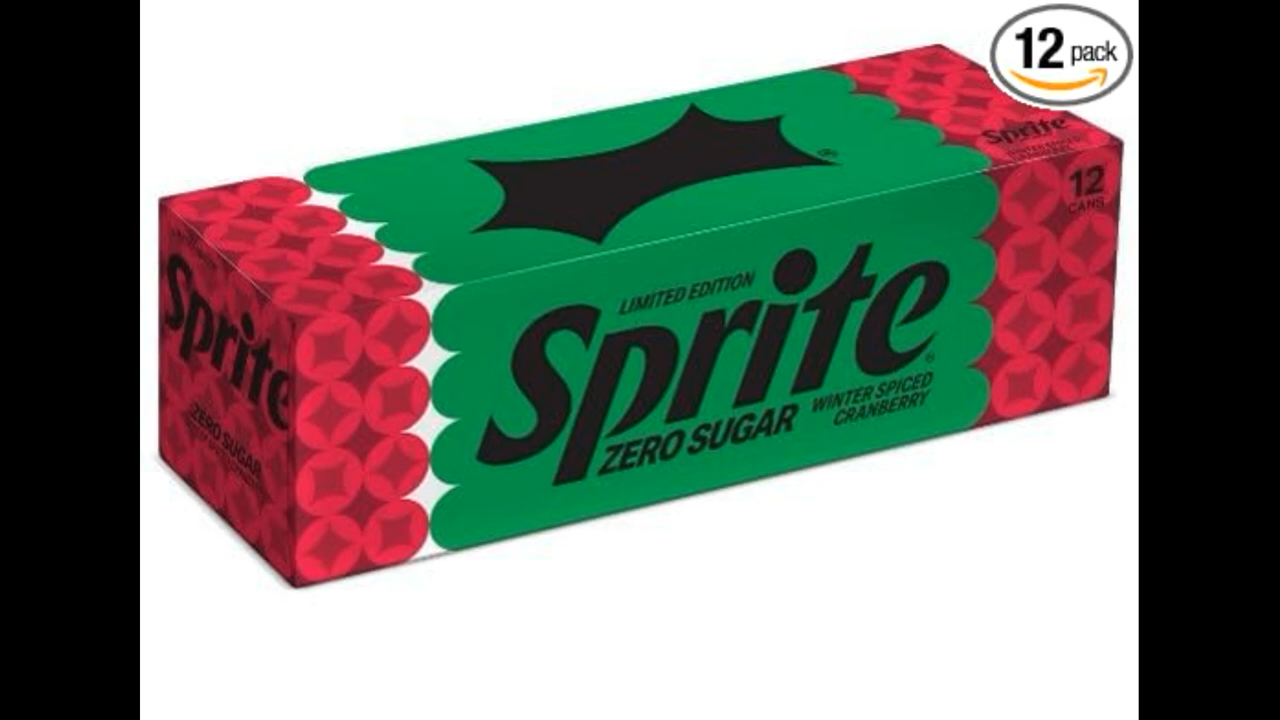 12 pack
Sprite
12
CANS
LIMITED EDITION
Sprite
ZERO SUGAR
WINTER SPICED
CRANBERRY
Sprite
ZERO SUGAR